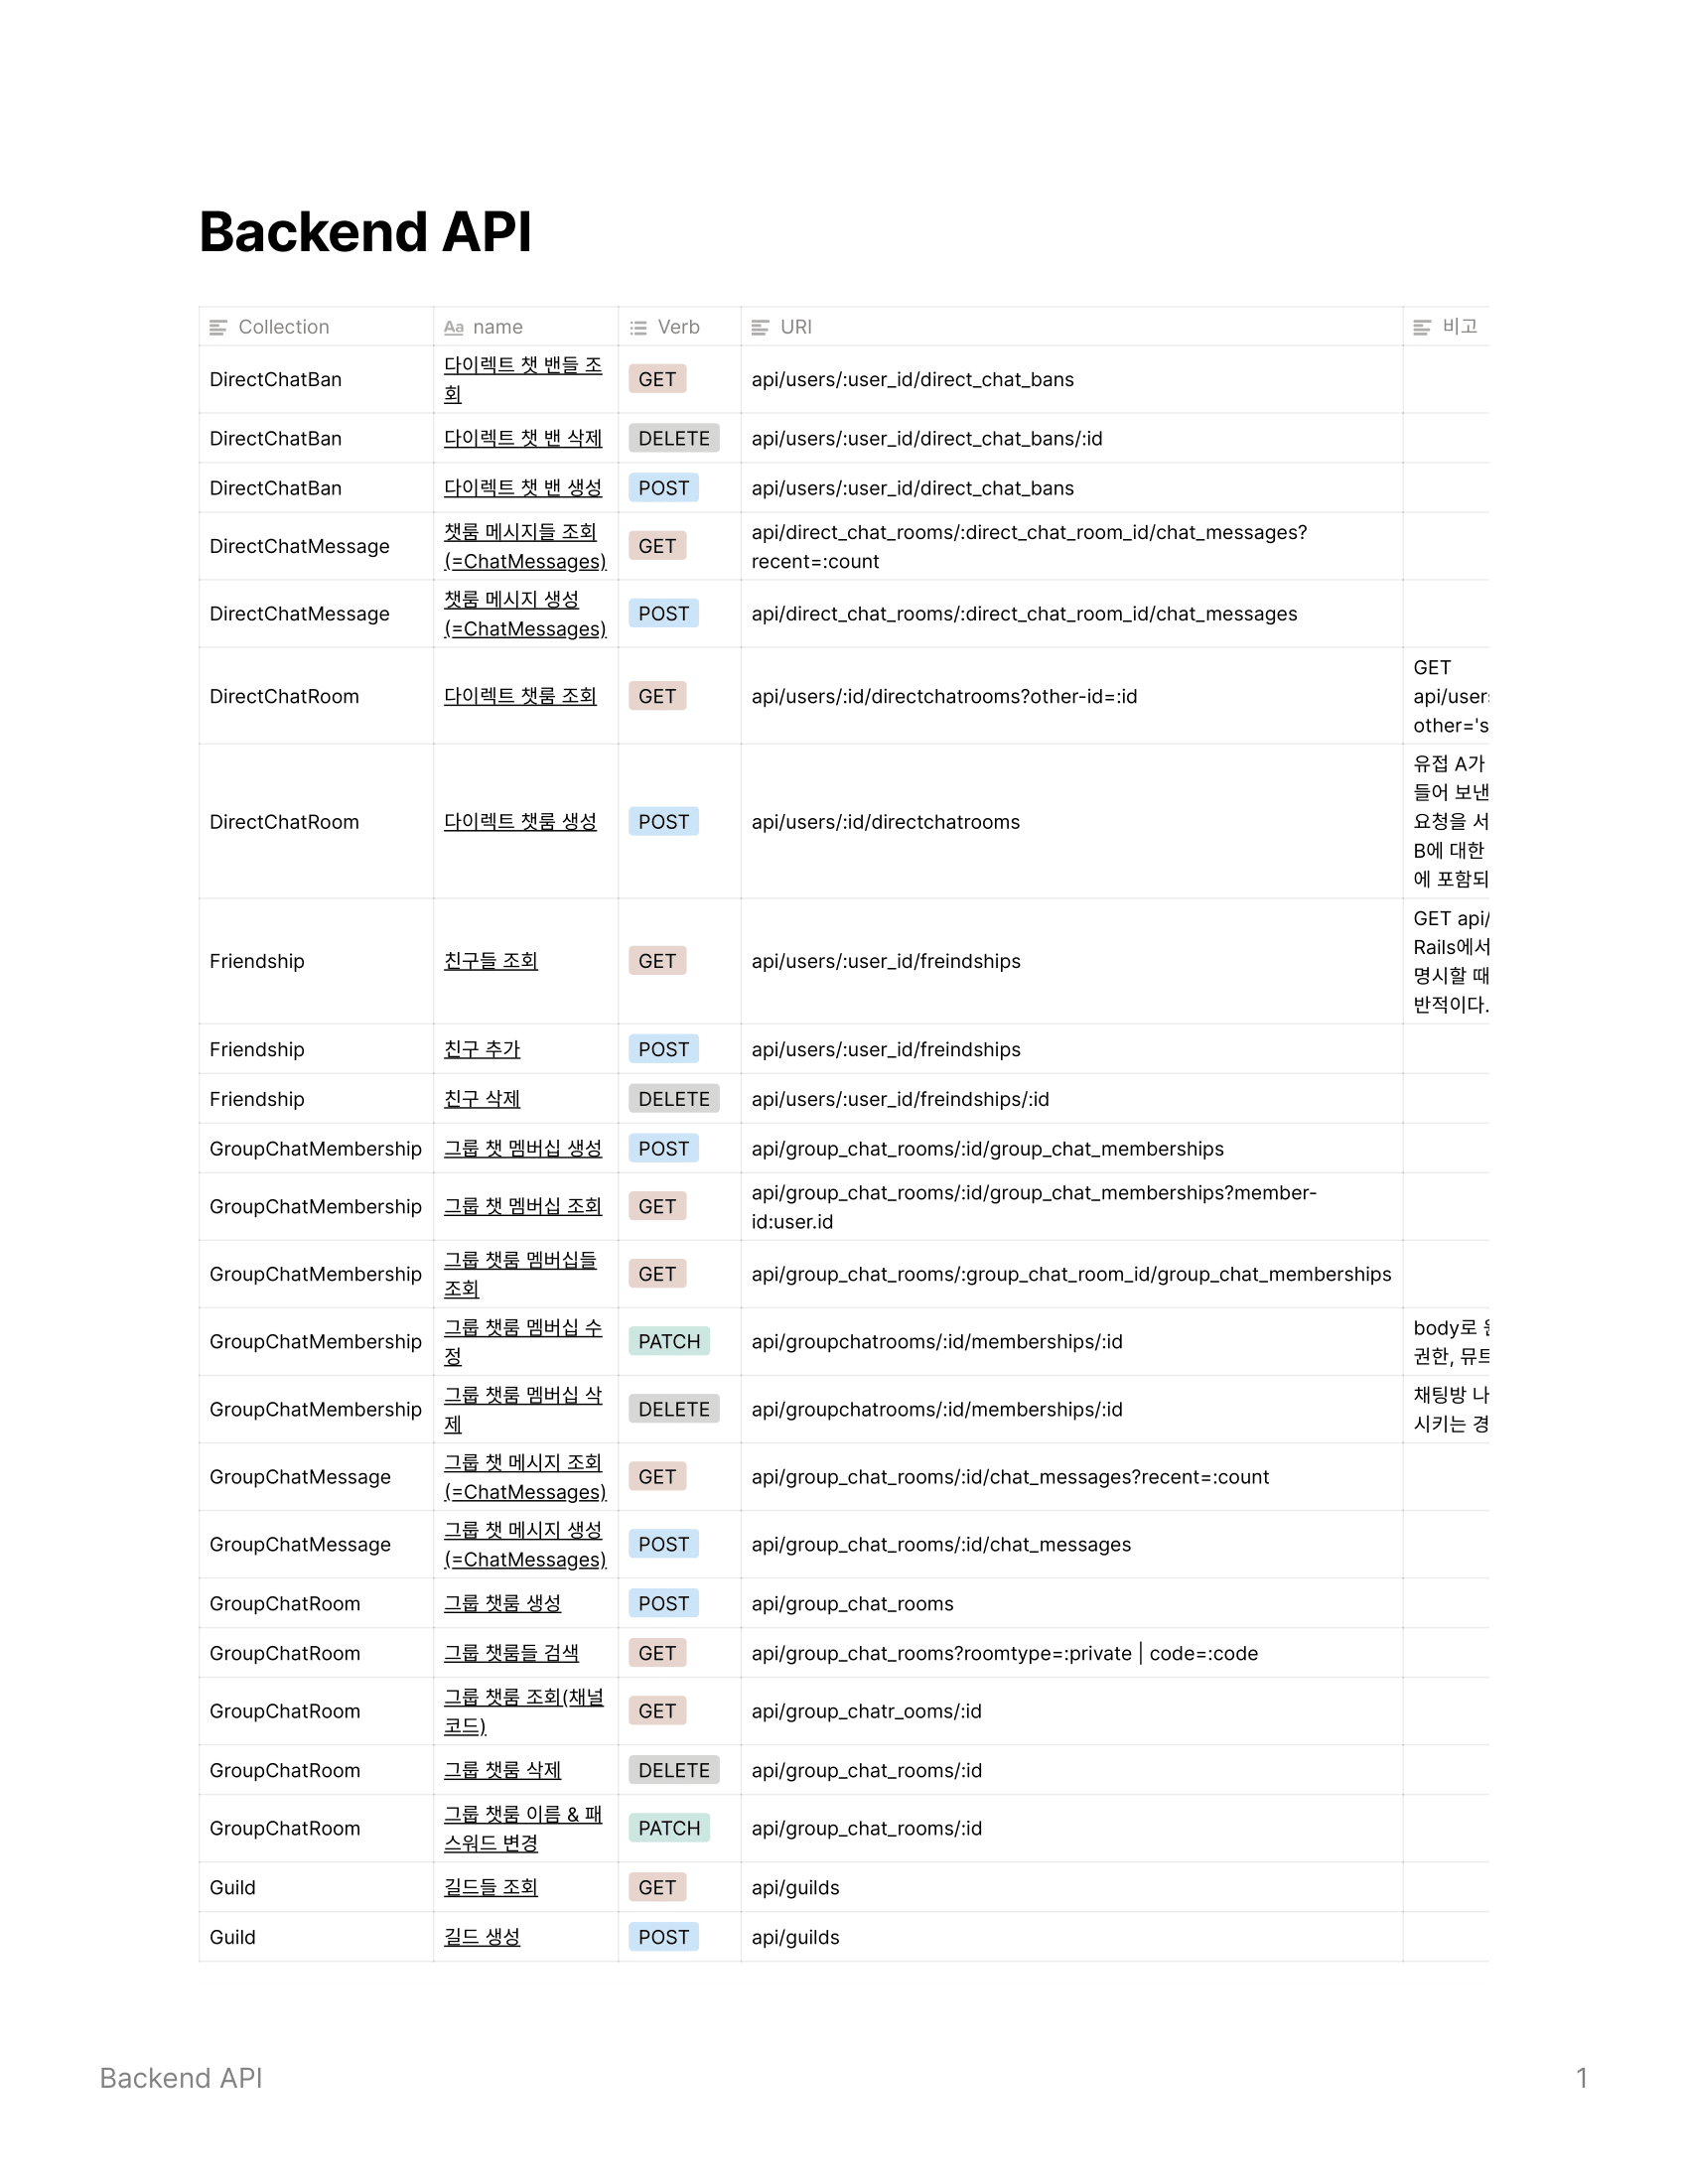 Backend API
Collection name Verb URI 비고
DirectChatBan 다이렉트 챗 밴들 조
회 GET api/users/:user_id/direct_chat_bans
DirectChatBan 다이렉트 챗 밴 삭제 DELETE api/users/:user_id/direct_chat_bans/:id
DirectChatBan 다이렉트 챗 밴 생성 POST api/users/:user_id/direct_chat_bans
DirectChatMessage 챗룸 메시지들 조회
(=ChatMessages) GET api/direct_chat_rooms/:direct_chat_room_id/chat_messages?
recent=:count
DirectChatMessage 챗룸 메시지 생성
(=ChatMessages) POST api/direct_chat_rooms/:direct_chat_room_id/chat_messages
DirectChatRoom 다이렉트 챗룸 조회 GET api/users/:id/directchatrooms?other-id=:id GET
api/user
other='s
DirectChatRoom 다이렉트 챗룸 생성 POST api/users/:id/directchatrooms 유접 A가
들어 보낸
요청을 서
B에 대한
에 포함되
Friendship 친구들 조회 GET api/users/:user_id/freindships GET api/
Rails에서
명시할 때
반적이다.
Friendship 친구 추가 POST api/users/:user_id/freindships
Friendship 친구 삭제 DELETE api/users/:user_id/freindships/:id
GroupChatMembership 그룹 챗 멤버십 생성 POST api/group_chat_rooms/:id/group_chat_memberships
GroupChatMembership 그룹 챗 멤버십 조회 GET api/group_chat_rooms/:id/group_chat_memberships?member-
id:user.id
GroupChatMembership 그룹 챗룸 멤버십들
조회 GET api/group_chat_rooms/:group_chat_room_id/group_chat_memberships
GroupChatMembership 그룹 챗룸 멤버십 수
정 PATCH api/groupchatrooms/:id/memberships/:id body로
권한, 뮤트
GroupChatMembership 그룹 챗룸 멤버십 삭
제 DELETE api/groupchatrooms/:id/memberships/:id 채팅방 나
시키는 경
GroupChatMessage 그룹 챗 메시지 조회
(=ChatMessages) GET api/group_chat_rooms/:id/chat_messages?recent=:count
GroupChatMessage 그룹 챗 메시지 생성
(=ChatMessages) POST api/group_chat_rooms/:id/chat_messages
GroupChatRoom 그룹 챗룸 생성 POST api/group_chat_rooms
GroupChatRoom 그룹 챗룸들 검색 GET api/group_chat_rooms?roomtype=:private | code=:code
GroupChatRoom 그룹 챗룸 조회(채널
코드) GET api/group_chatr_ooms/:id
GroupChatRoom 그룹 챗룸 삭제 DELETE api/group_chat_rooms/:id
GroupChatRoom 그룹 챗룸 이름 & 패
스워드 변경 PATCH api/group_chat_rooms/:id
Guild 길드들 조회 GET api/guilds
Guild 길드 생성 POST api/guilds
Backend API 1